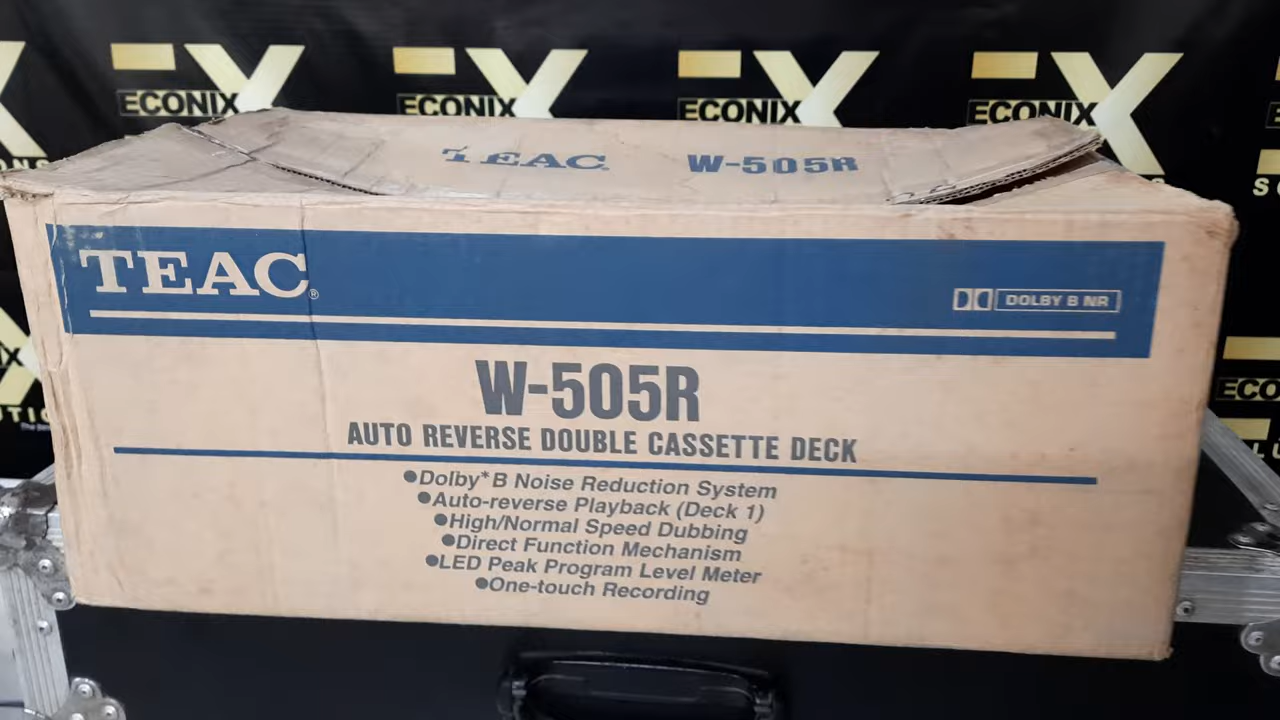 ECONIX ECONIX ECONIX ECONIX
TEAC W-505R
TEAC®
DOLBY B NR
W-505R
AUTO REVERSE DOUBLE CASSETTE DECK
●Dolby*B Noise Reduction System
●Auto-reverse Playback (Deck 1)
●High/Normal Speed Dubbing
●Direct Function Mechanism
●LED Peak Program Level Meter
●One-touch Recording